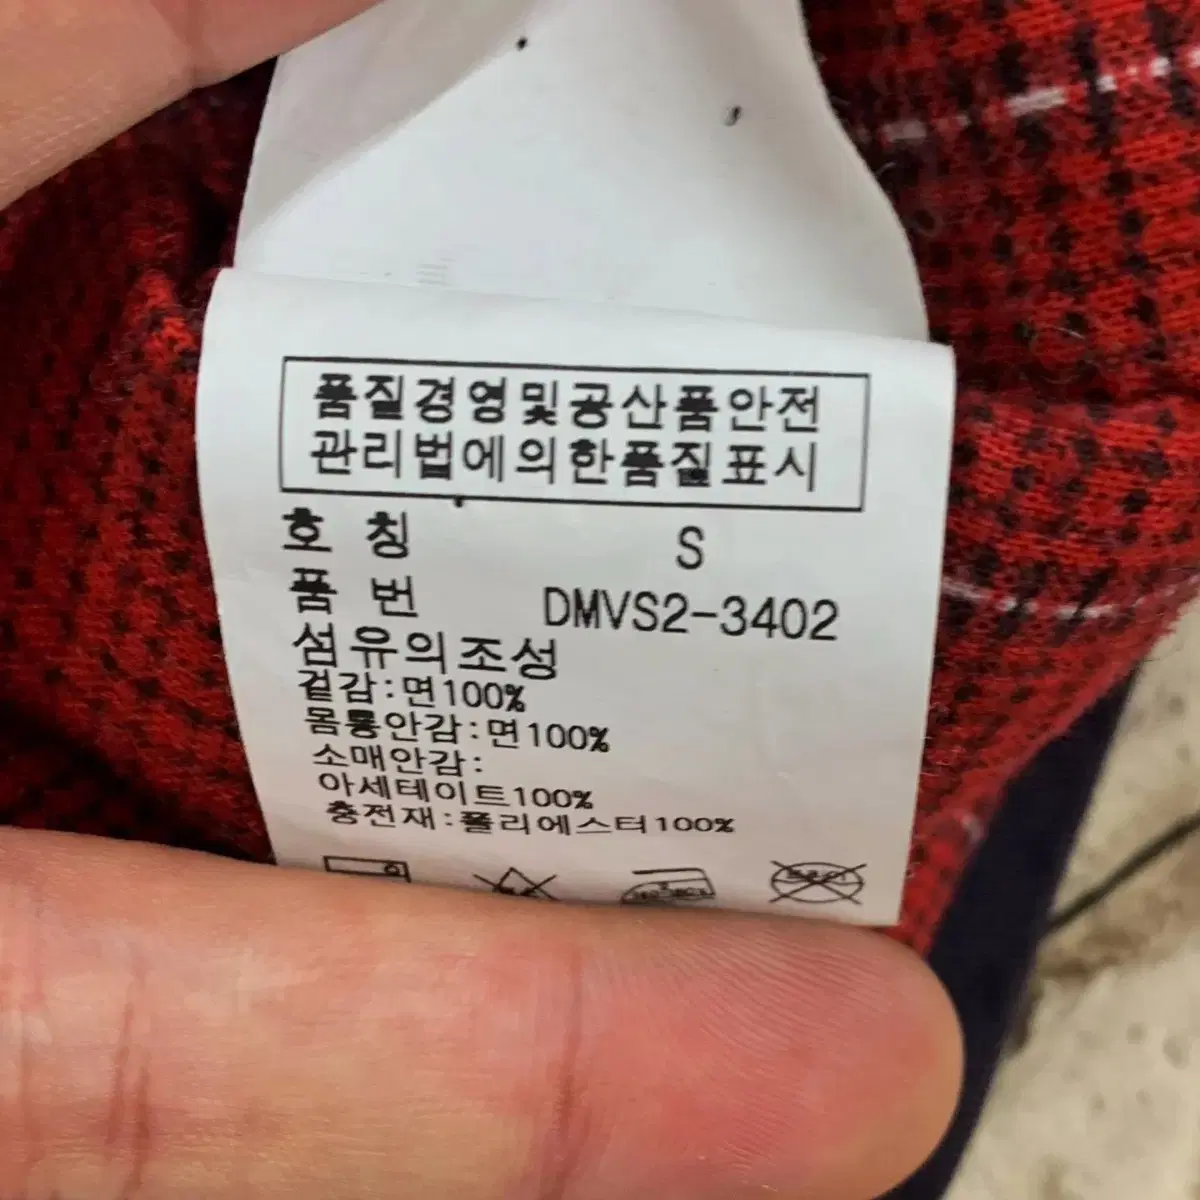 품질경영및공산품안전
관리법에의한품질표시
호 칭 S
품 번 DMVS2-3402
섬유의조성
겉감:면100%
몸통안감:면100%
소매안감:
아세테이트100%
충전재:폴리에스터100%
드라이